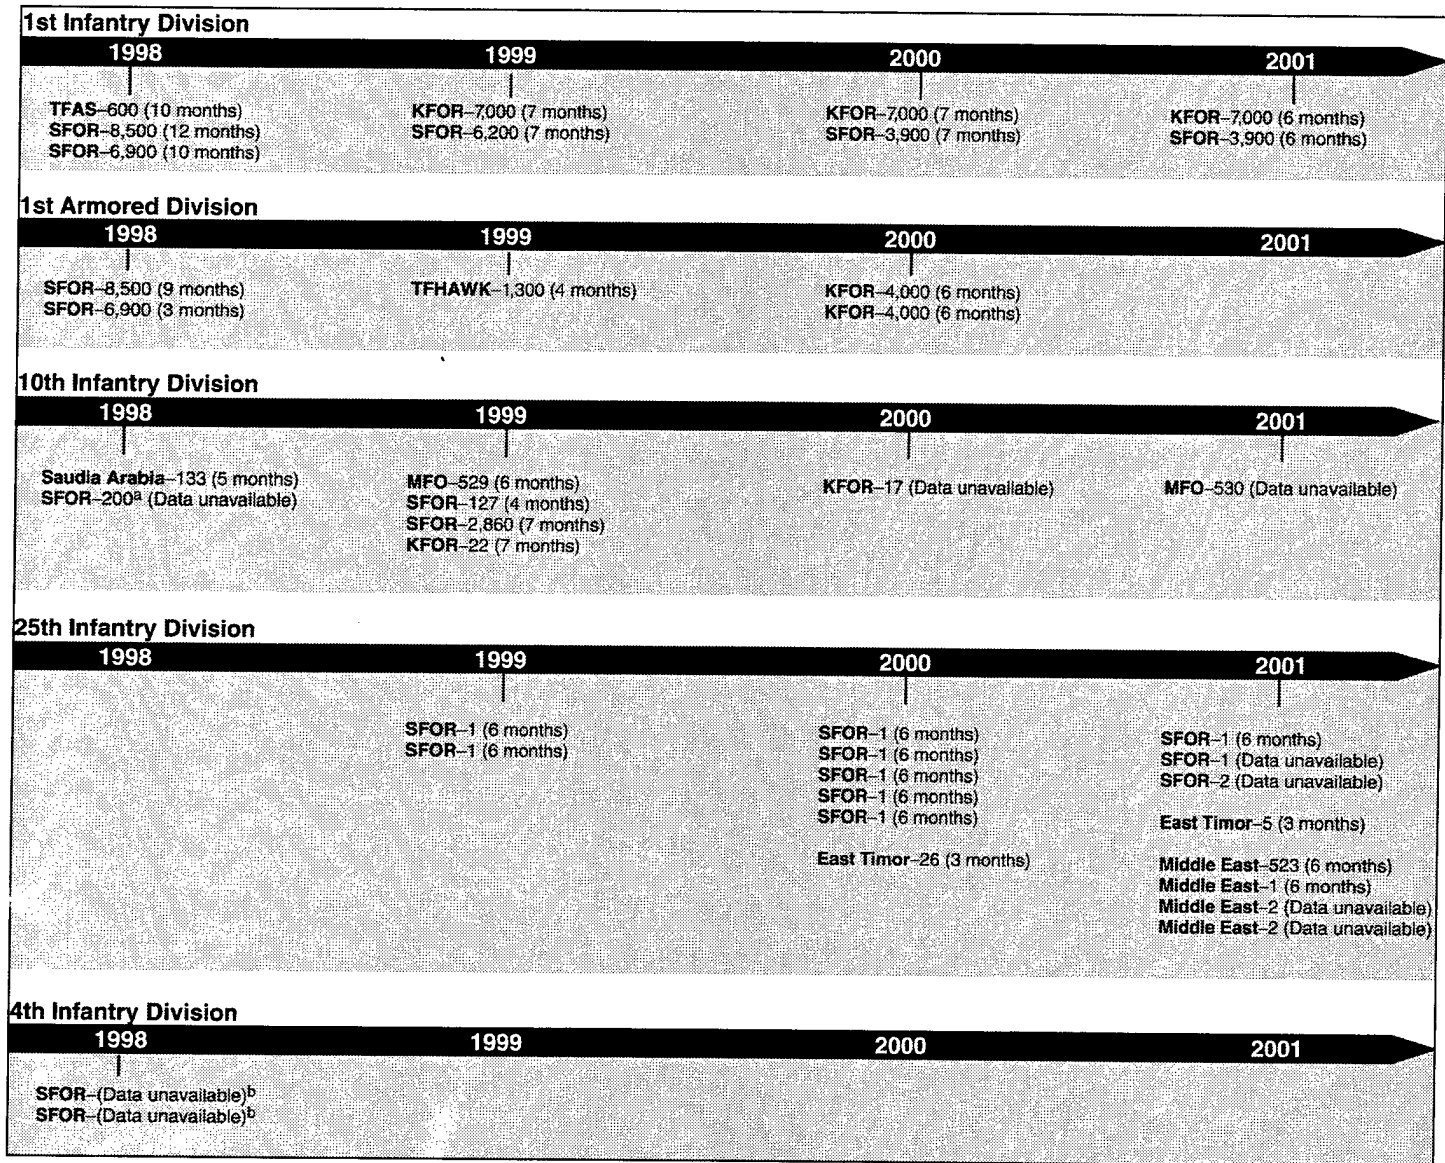 1st Infantry Division
1998 1999 2000 2001
TFAS–600 (10 months)
SFOR–8,500 (12 months)
SFOR–6,900 (10 months)
KFOR–7,000 (7 months)
SFOR–6,200 (7 months)
KFOR–7,000 (7 months)
SFOR–3,900 (7 months)
KFOR–7,000 (6 months)
SFOR–3,900 (6 months)
1st Armored Division
1998 1999 2000 2001
SFOR–8,500 (9 months)
SFOR–6,900 (3 months)
TFHAWK–1,300 (4 months)
KFOR–4,000 (6 months)
KFOR–4,000 (6 months)
10th Infantry Division
1998 1999 2000 2001
Saudia Arabia–133 (5 months)
SFOR–200ª (Data unavailable)
MFO–529 (6 months)
SFOR–127 (4 months)
SFOR–2,860 (7 months)
KFOR–22 (7 months)
KFOR–17 (Data unavailable)
MFO–530 (Data unavailable)
25th Infantry Division
1998 1999 2000 2001
SFOR–1 (6 months)
SFOR–1 (6 months)
SFOR–1 (6 months)
SFOR–1 (6 months)
SFOR–1 (6 months)
SFOR–1 (6 months)
SFOR–1 (6 months)
East Timor–26 (3 months)
SFOR–1 (6 months)
SFOR–1 (Data unavailable)
SFOR–2 (Data unavailable)
East Timor–5 (3 months)
Middle East–523 (6 months)
Middle East–1 (6 months)
Middle East–2 (Data unavailable)
Middle East–2 (Data unavailable)
4th Infantry Division
1998 1999 2000 2001
SFOR–(Data unavailable)ᵇ
SFOR–(Data unavailable)ᵇ